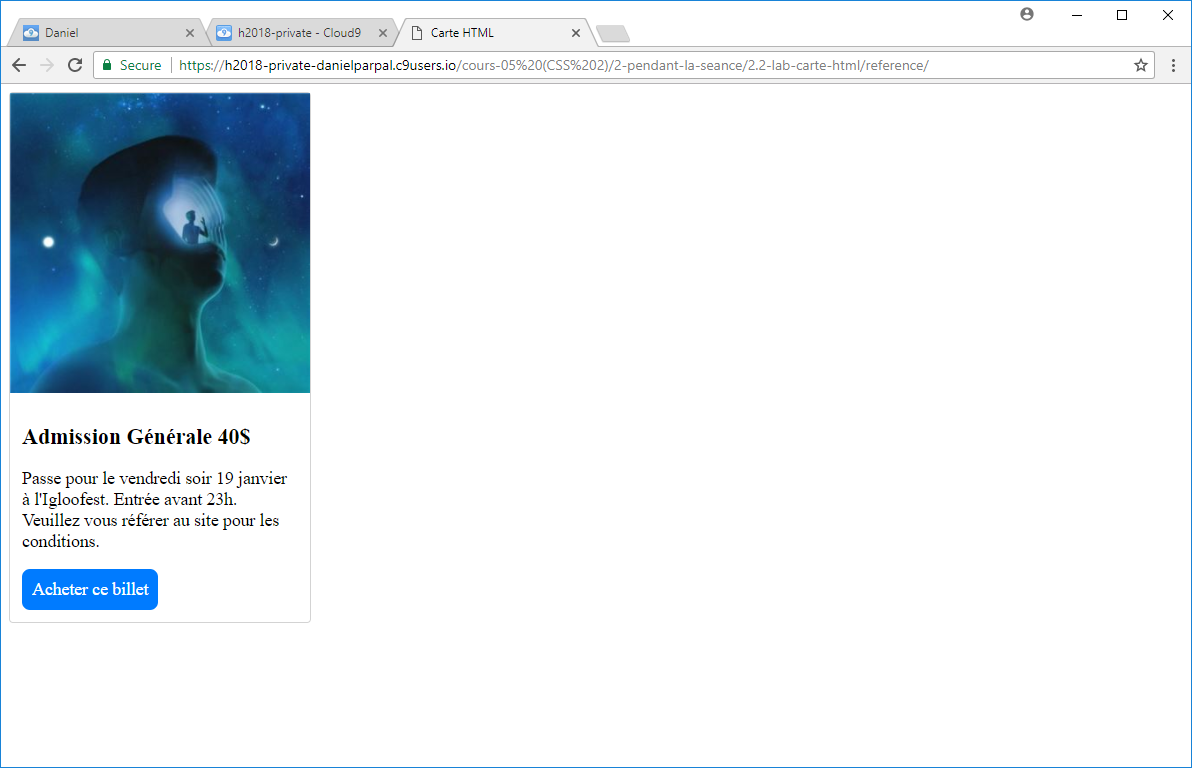 Daniel
h2018-private - Cloud9
Carte HTML
Secure
https://h2018-private-danielparpal.c9users.io/cours-05%20(CSS%202)/2-pendant-la-seance/2.2-lab-carte-html/reference/
Admission Générale 40$
Passe pour le vendredi soir 19 janvier
à l'Igloofest. Entrée avant 23h.
Veuillez vous référer au site pour les
conditions.
Acheter ce billet